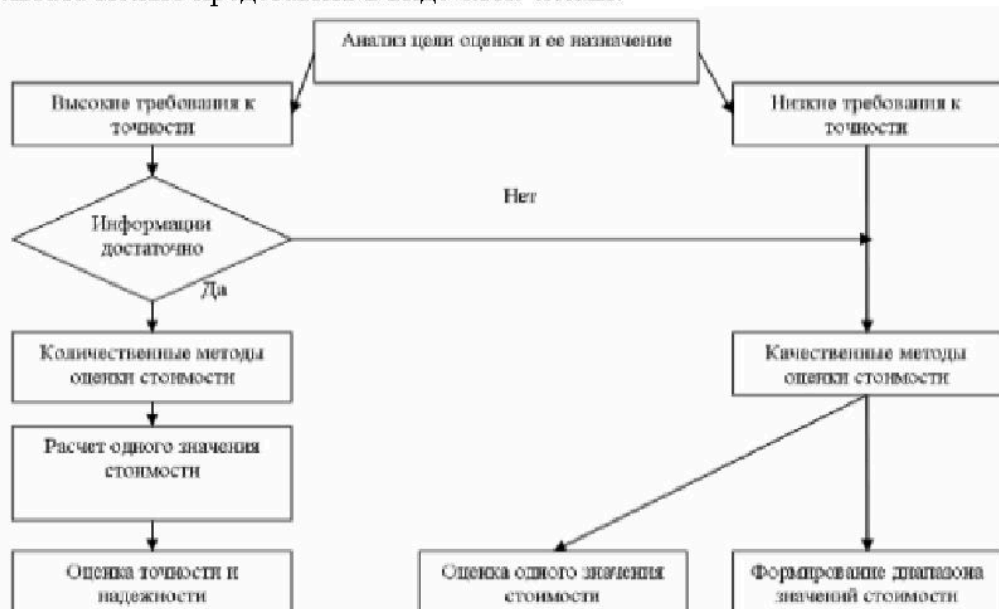 Анализ цели оценки и ее назначение
Высокие требования к
точности
Низкие требования к
точности
Нет
Информации
достаточно
Да
Количественные методы
оценки стоимости
Качественные методы
оценки стоимости
Расчет одного значения
стоимости
Оценка точности и
надежности
Оценка одного значения
стоимости
Формирование диапазона
значений стоимости